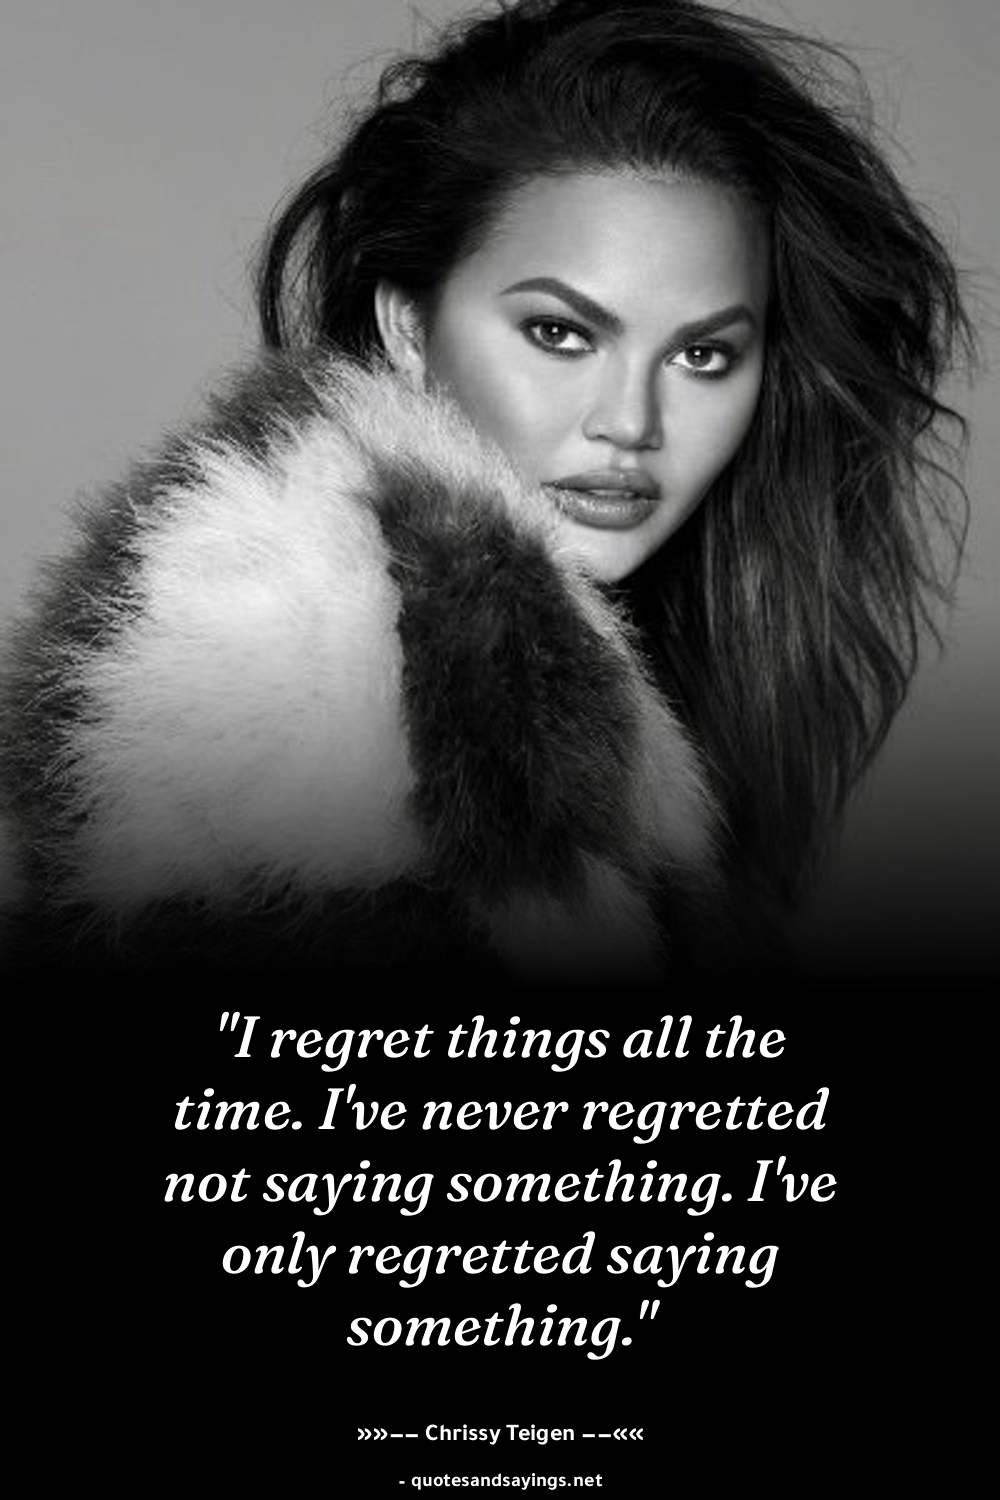 "I regret things all the
time. I've never regretted
not saying something. I've
only regretted saying
something."
»»–– Chrissy Teigen ––««
- quotesandsayings.net